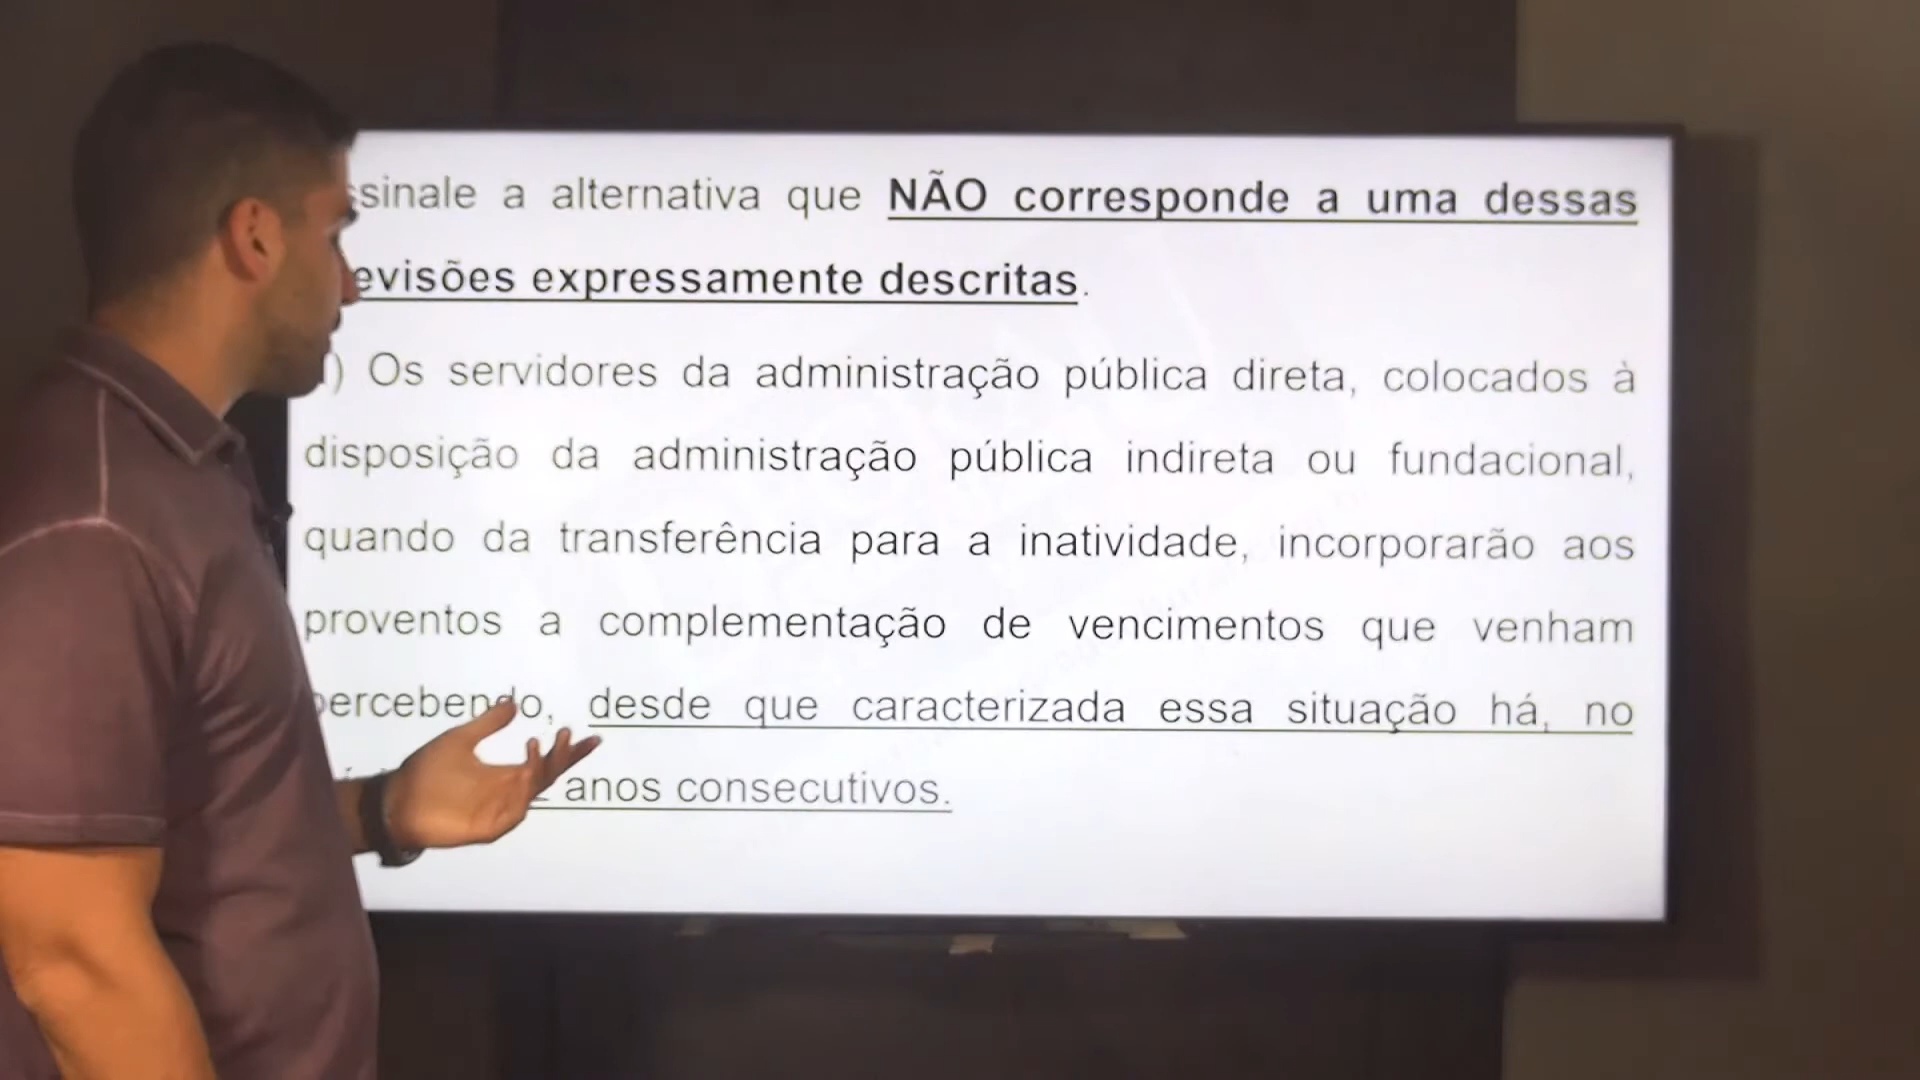 ssinale a alternativa que NÃO corresponde a uma dessas
evisões expressamente descritas.
) Os servidores da administração pública direta, colocados à
disposição da administração pública indireta ou fundacional,
quando da transferência para a inatividade, incorporarão aos
proventos a complementação de vencimentos que venham
percebendo, desde que caracterizada essa situação há, no
anos consecutivos.